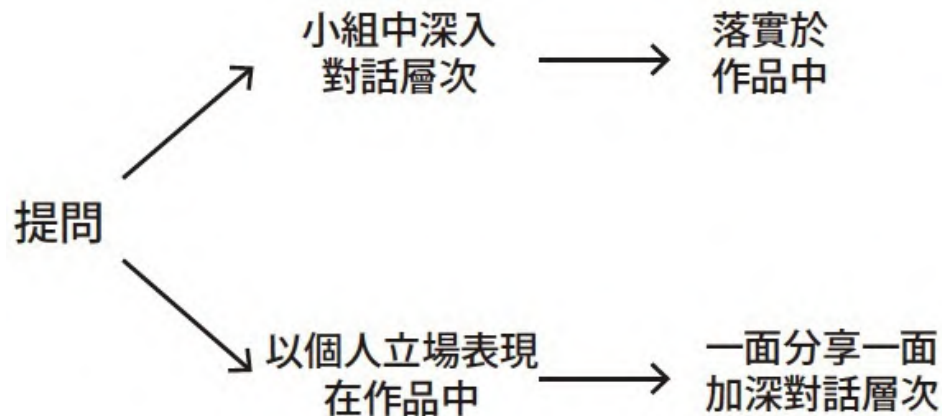 小組中深入
對話層次
落實於
作品中
提問
以個人立場表現
在作品中
一面分享一面
加深對話層次